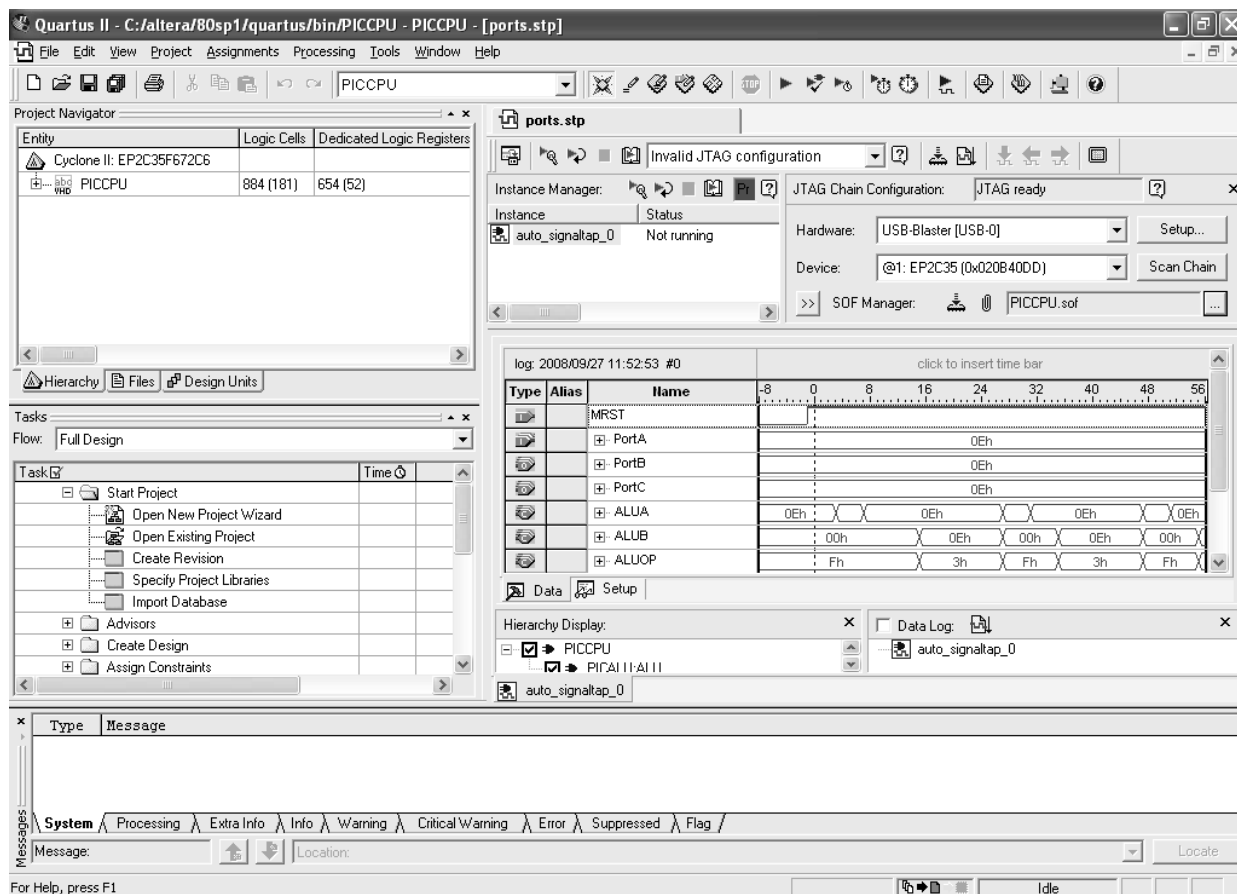 Quartus II - C:/altera/80sp1/quartus/bin/PICCPU - PICCPU - [ports.stp]
File Edit View Project Assignments Processing Tools Window Help
PICCPU
STOP
Project Navigator
Entity Logic Cells Dedicated Logic Registers
Cyclone II: EP2C35F672C6
abc VHD PICCPU 884 (181) 654 (52)
Hierarchy Files Design Units
Tasks
Flow: Full Design
Task Time
Start Project
Open New Project Wizard
Open Existing Project
Create Revision
Specify Project Libraries
Import Database
Advisors
Create Design
Assign Constraints
ports.stp
Invalid JTAG configuration
Instance Manager: Pr
Instance Status
auto_signaltap_0 Not running
JTAG Chain Configuration: JTAG ready
Hardware: USB-Blaster [USB-0] Setup...
Device: @1: EP2C35 (0x020B40DD) Scan Chain
>> SOF Manager: PICCPU.sof ...
log: 2008/09/27 11:52:53 #0 click to insert time bar
Type Alias Name -8 0 8 16 24 32 40 48 56
MRST
PortA 0Eh
PortB 0Eh
PortC 0Eh
ALUA 0Eh 0Eh 0Eh 0Eh
ALUB 00h 0Eh 00h 0Eh 00h
ALUOP Fh 3h Fh 3h Fh
Data Setup
Hierarchy Display:
PICCPU
PICALU:ALU
Data Log:
auto_signaltap_0
auto_signaltap_0
Type Message
Messages
System Processing Extra Info Info Warning Critical Warning Error Suppressed Flag
Message: Location: Locate
For Help, press F1 Idle